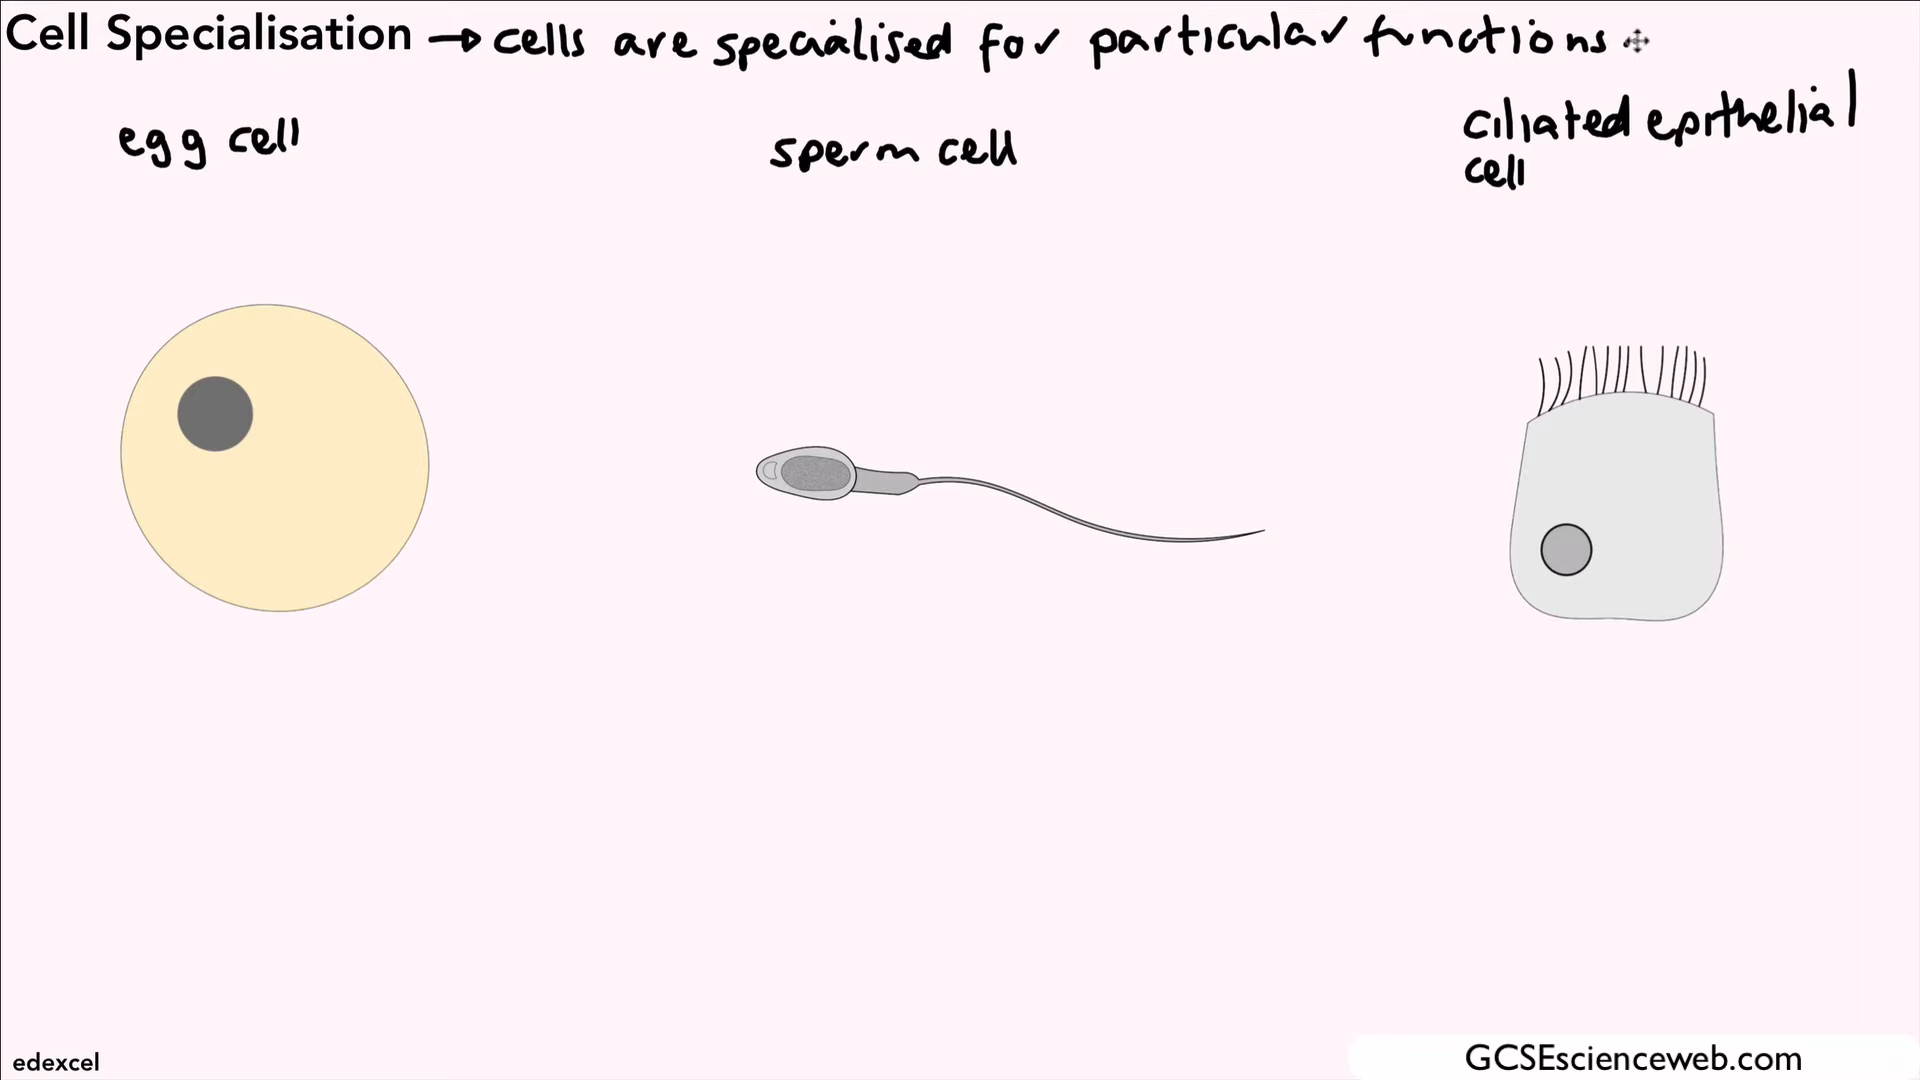 Cell Specialisation → cells are specialised for particular functions
egg cell
sperm cell
ciliated epithelial
cell
edexcel
GCSEscienceweb.com